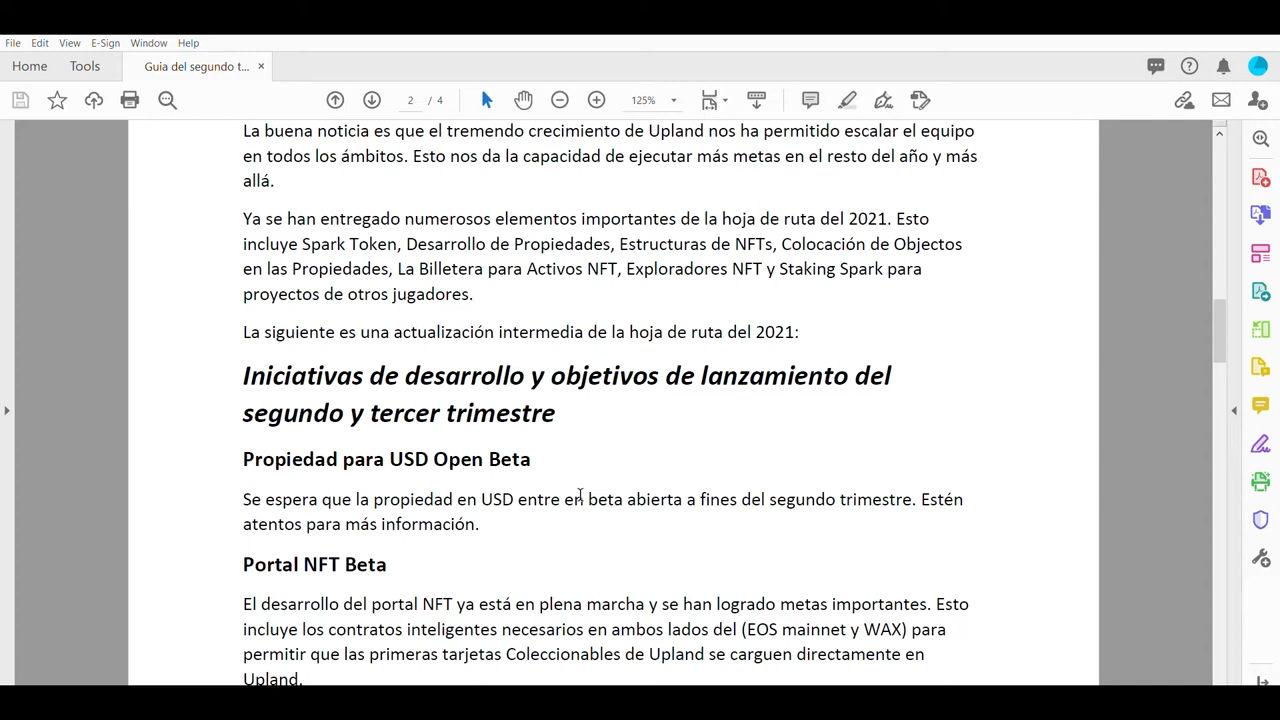 File Edit View E-Sign Window Help
Home Tools Guia del segundo t... ×
2 / 4 125%
La buena noticia es que el tremendo crecimiento de Upland nos ha permitido escalar el equipo
en todos los ámbitos. Esto nos da la capacidad de ejecutar más metas en el resto del año y más
allá.
Ya se han entregado numerosos elementos importantes de la hoja de ruta del 2021. Esto
incluye Spark Token, Desarrollo de Propiedades, Estructuras de NFTs, Colocación de Objectos
en las Propiedades, La Billetera para Activos NFT, Exploradores NFT y Staking Spark para
proyectos de otros jugadores.
La siguiente es una actualización intermedia de la hoja de ruta del 2021:
Iniciativas de desarrollo y objetivos de lanzamiento del
segundo y tercer trimestre
Propiedad para USD Open Beta
Se espera que la propiedad en USD entre en beta abierta a fines del segundo trimestre. Estén
atentos para más información.
Portal NFT Beta
El desarrollo del portal NFT ya está en plena marcha y se han logrado metas importantes. Esto
incluye los contratos inteligentes necesarios en ambos lados del (EOS mainnet y WAX) para
permitir que las primeras tarjetas Coleccionables de Upland se carguen directamente en
Upland.